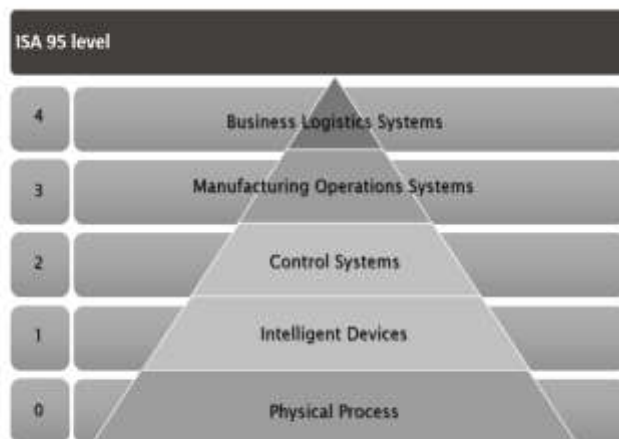 ISA 95 level
4 Business Logistics Systems
3 Manufacturing Operations Systems
2 Control Systems
1 Intelligent Devices
0 Physical Process